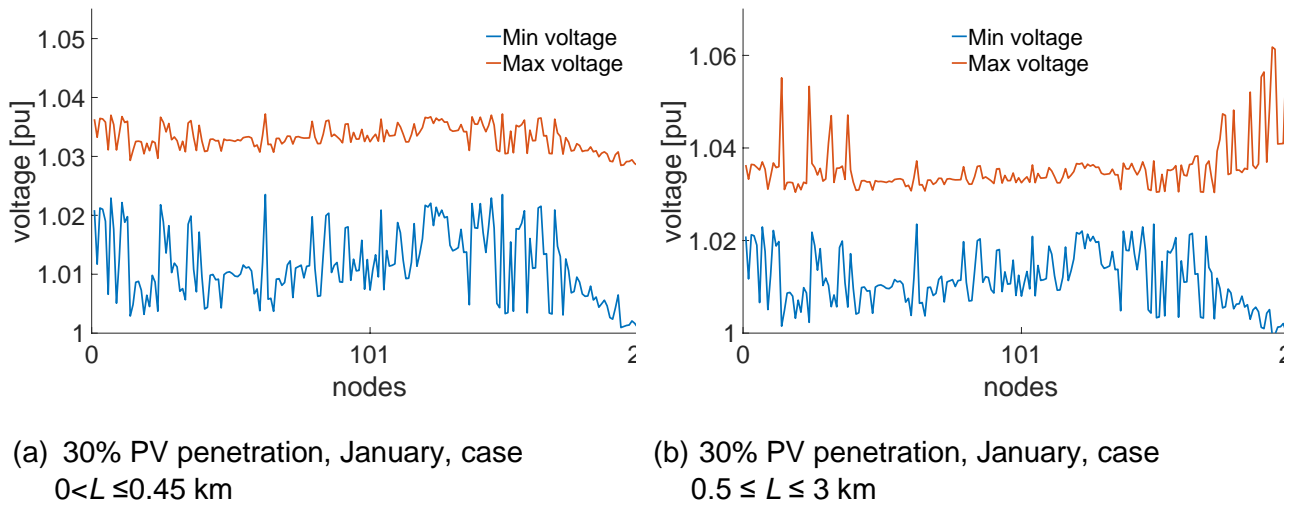 1.05
1.04
1.03
1.02
1.01
1
voltage [pu]
Min voltage
Max voltage
0
101
2
nodes
1.06
1.04
1.02
1
voltage [pu]
Min voltage
Max voltage
0
101
2
nodes
(a) 30% PV penetration, January, case
0<L ≤0.45 km
(b) 30% PV penetration, January, case
0.5 ≤ L ≤ 3 km